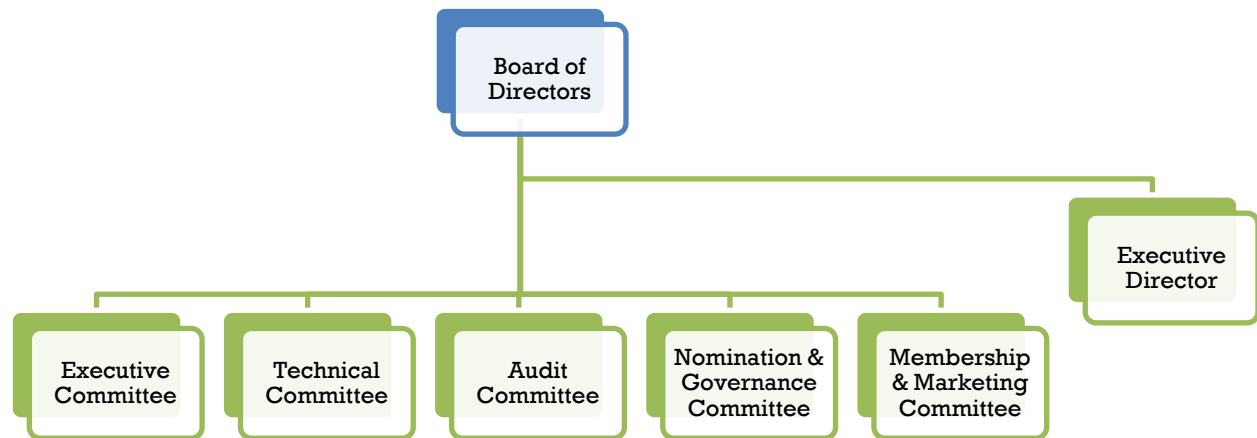 Board of
Directors
Executive
Director
Executive
Committee
Technical
Committee
Audit
Committee
Nomination &
Governance
Committee
Membership
& Marketing
Committee